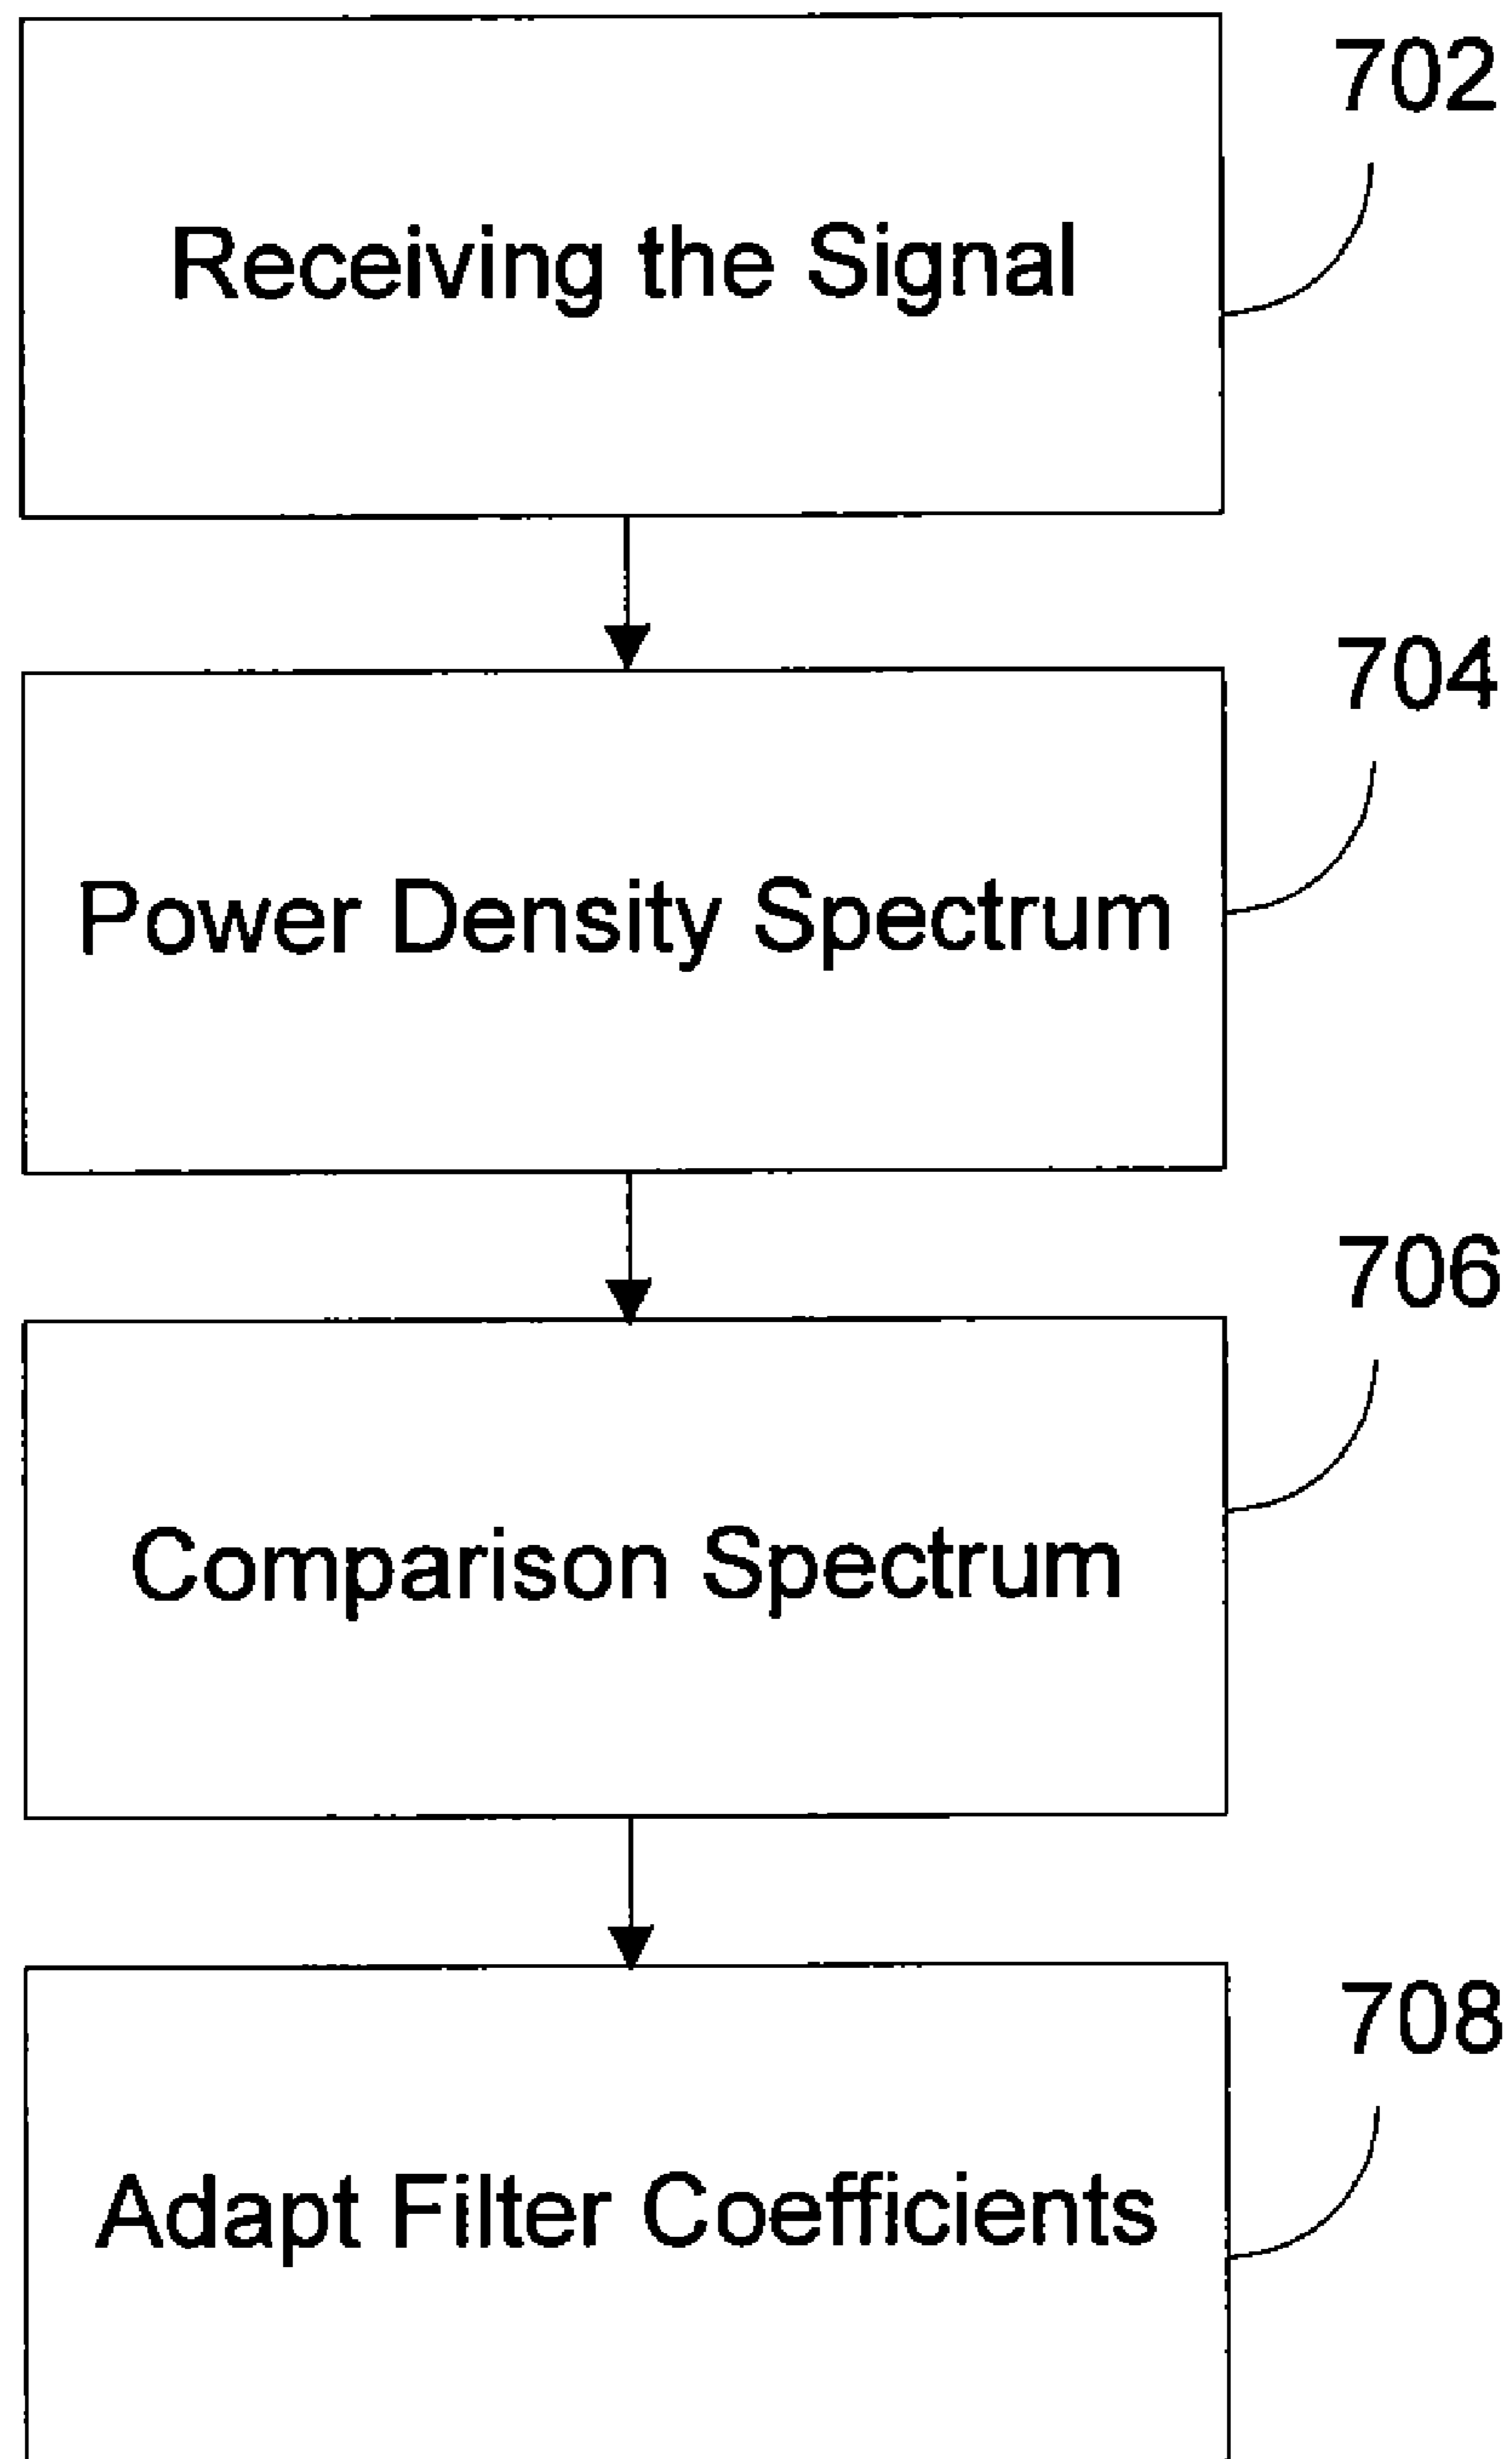 702
Receiving the Signal
704
Power Density Spectrum
706
Comparison Spectrum
708
Adapt Filter Coefficients